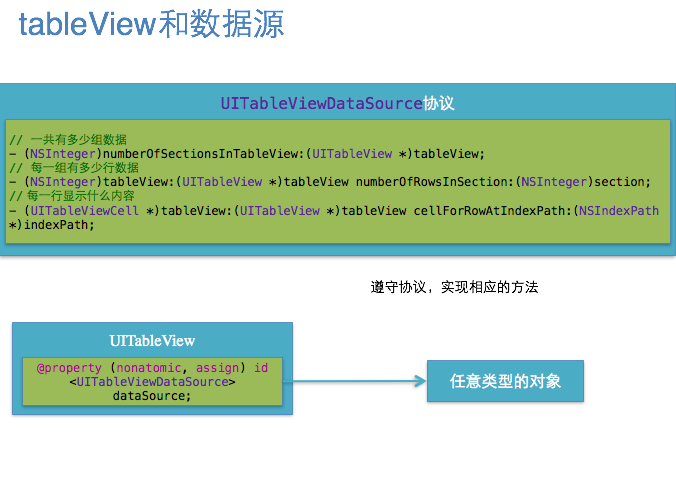 tableView和数据源
UITableViewDataSource协议
// 一共有多少组数据
- (NSInteger)numberOfSectionsInTableView:(UITableView *)tableView;
// 每一组有多少行数据
- (NSInteger)tableView:(UITableView *)tableView numberOfRowsInSection:(NSInteger)section;
// 每一行显示什么内容
- (UITableViewCell *)tableView:(UITableView *)tableView cellForRowAtIndexPath:(NSIndexPath
*)indexPath;
遵守协议，实现相应的方法
UITableView
@property (nonatomic, assign) id
<UITableViewDataSource>
dataSource;
任意类型的对象